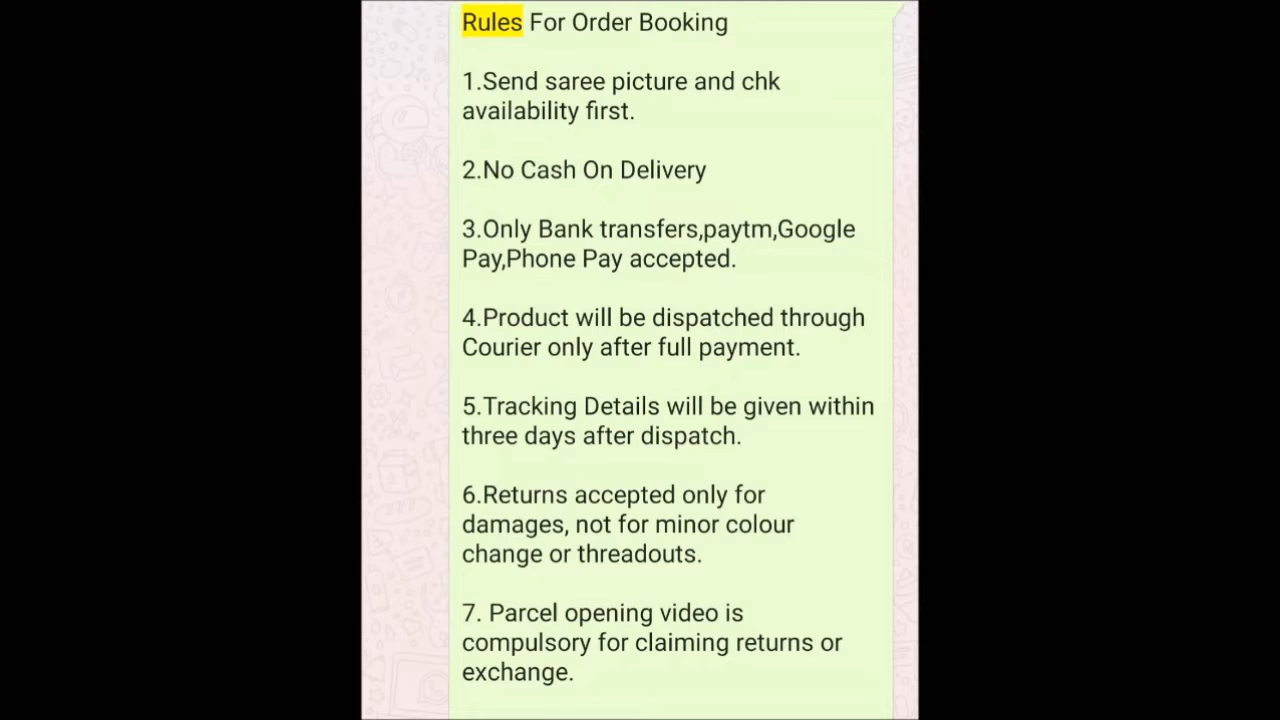 Rules For Order Booking
1.Send saree picture and chk
availability first.
2.No Cash On Delivery
3.Only Bank transfers,paytm,Google
Pay,Phone Pay accepted.
4.Product will be dispatched through
Courier only after full payment.
5.Tracking Details will be given within
three days after dispatch.
6.Returns accepted only for
damages, not for minor colour
change or threadouts.
7. Parcel opening video is
compulsory for claiming returns or
exchange.